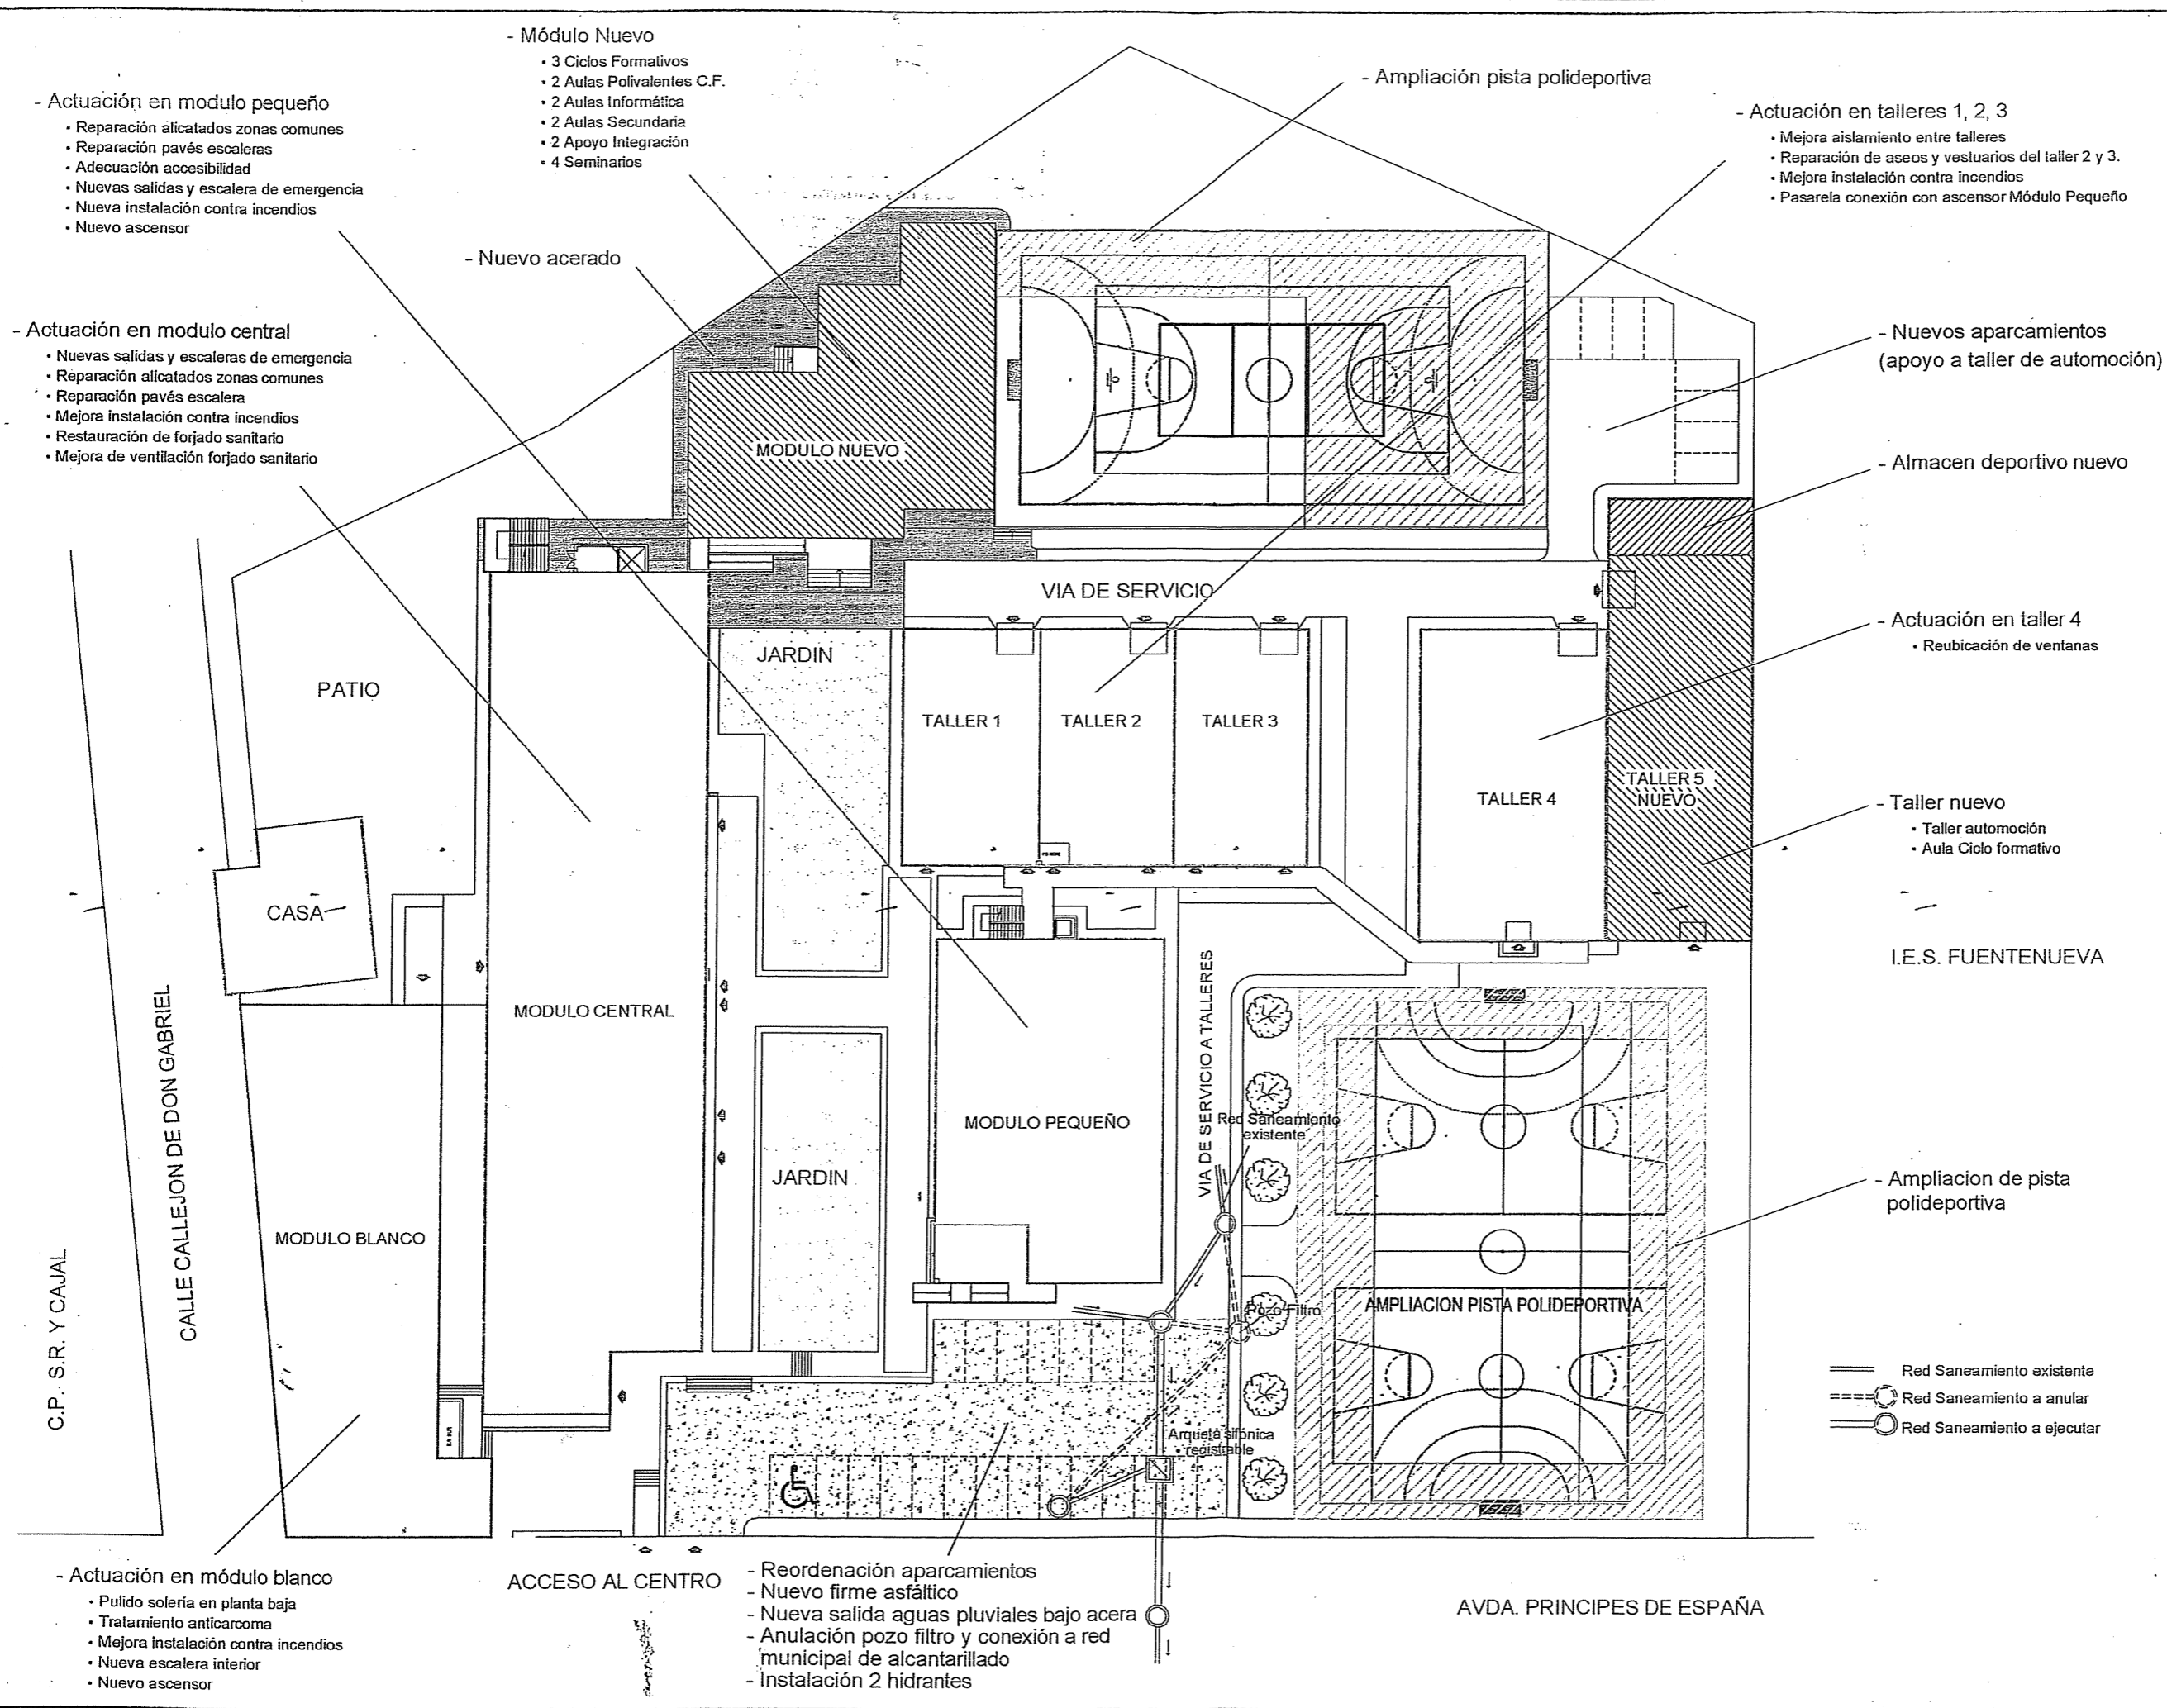 - Módulo Nuevo
• 3 Ciclos Formativos
• 2 Aulas Polivalentes C.F.
• 2 Aulas Informática
• 2 Aulas Secundaria
• 2 Apoyo Integración
• 4 Seminarios
- Actuación en modulo pequeño
• Reparación alicatados zonas comunes
• Reparación pavés escaleras
• Adecuación accesibilidad
• Nuevas salidas y escalera de emergencia
• Nueva instalación contra incendios
• Nuevo ascensor
- Ampliación pista polideportiva
- Actuación en talleres 1, 2, 3
• Mejora aislamiento entre talleres
• Reparación de aseos y vestuarios del taller 2 y 3.
• Mejora instalación contra incendios
• Pasarela conexión con ascensor Módulo Pequeño
- Nuevo acerado
- Actuación en modulo central
• Nuevas salidas y escaleras de emergencia
• Reparación alicatados zonas comunes
• Reparación pavés escalera
• Mejora instalación contra incendios
• Restauración de forjado sanitario
• Mejora de ventilación forjado sanitario
- Nuevos aparcamientos
(apoyo a taller de automoción)
MODULO NUEVO
- Almacen deportivo nuevo
VIA DE SERVICIO
- Actuación en taller 4
• Reubicación de ventanas
JARDIN
PATIO
TALLER 1
TALLER 2
TALLER 3
TALLER 4
TALLER 5
NUEVO
- Taller nuevo
• Taller automoción
• Aula Ciclo formativo
CASA
I.E.S. FUENTENUEVA
MODULO CENTRAL
CALLE CALLEJON DE DON GABRIEL
VIA DE SERVICIO A TALLERES
MODULO PEQUEÑO
Red Saneamiento
existente
JARDIN
- Ampliacion de pista
polideportiva
MODULO BLANCO
C.P. S.R. Y CAJAL
Pozo Filtro
AMPLIACION PISTA POLIDEPORTIVA
Red Saneamiento existente
Red Saneamiento a anular
Red Saneamiento a ejecutar
Arqueta sifónica
registrable
- Actuación en módulo blanco
• Pulido solería en planta baja
• Tratamiento anticarcoma
• Mejora instalación contra incendios
• Nueva escalera interior
• Nuevo ascensor
ACCESO AL CENTRO
- Reordenación aparcamientos
- Nuevo firme asfáltico
- Nueva salida aguas pluviales bajo acera
- Anulación pozo filtro y conexión a red
municipal de alcantarillado
- Instalación 2 hidrantes
AVDA. PRINCIPES DE ESPAÑA